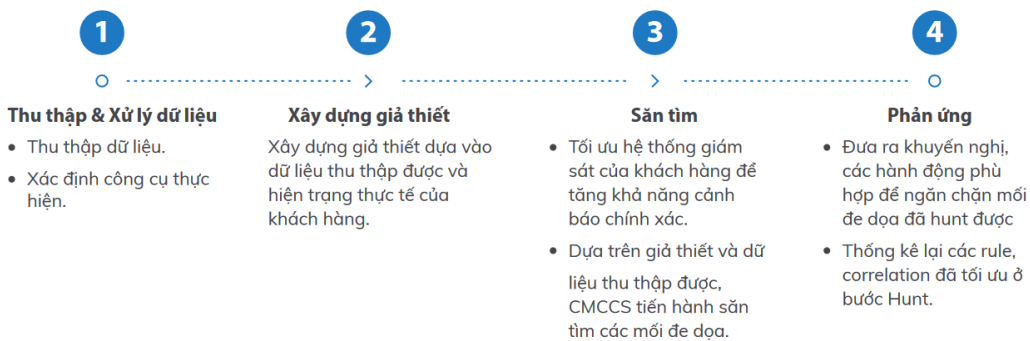 1
Thu thập & Xử lý dữ liệu
• Thu thập dữ liệu.
• Xác định công cụ thực
hiện.
2
Xây dựng giả thiết
Xây dựng giả thiết dựa vào
dữ liệu thu thập được và
hiện trạng thực tế của
khách hàng.
3
Săn tìm
• Tối ưu hệ thống giám
sát của khách hàng để
tăng khả năng cảnh
báo chính xác.
• Dựa trên giả thiết và dữ
liệu thu thập được,
CMCCS tiến hành săn
tìm các mối đe dọa.
4
Phản ứng
• Đưa ra khuyến nghị,
các hành động phù
hợp để ngăn chặn mối
đe dọa đã hunt được
• Thống kê lại các rule,
correlation đã tối ưu ở
bước Hunt.